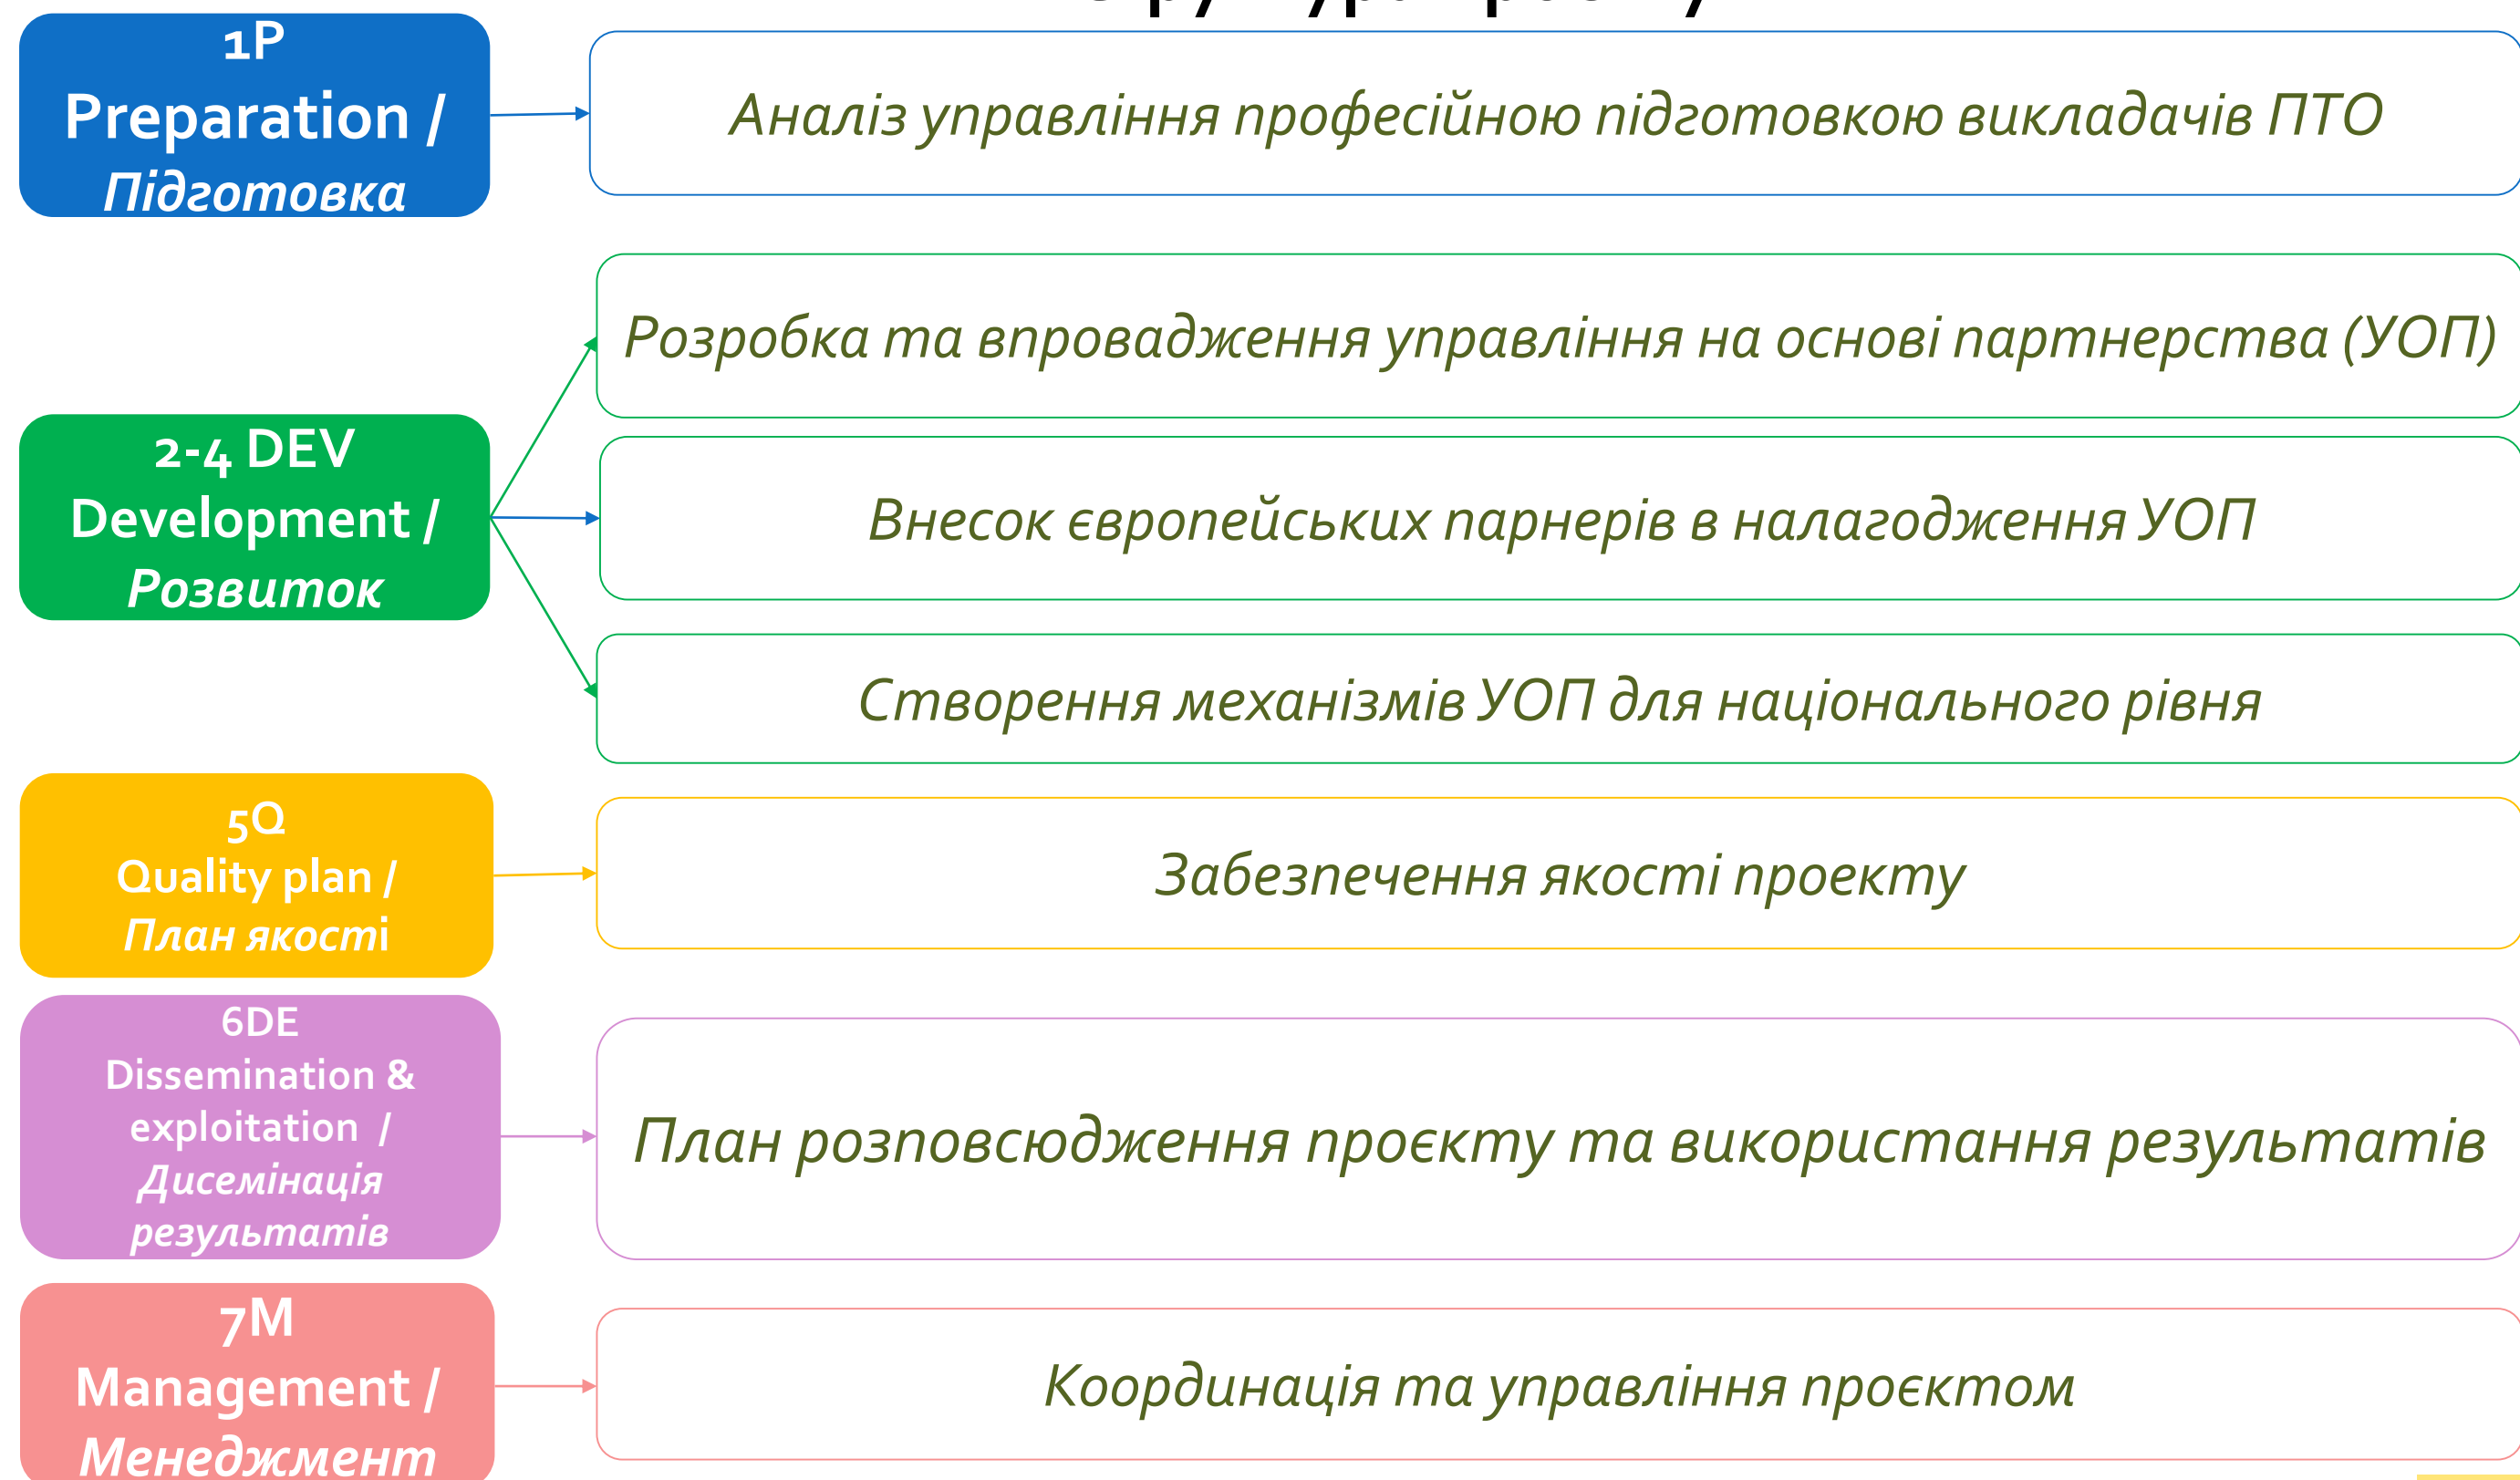 1P
Preparation /
Підготовка
Аналіз управління професійною підготовкою викладачів ПТО
2-4 DEV
Development /
Розвиток
Розробка та впровадження управління на основі партнерства (УОП)
Внесок європейських парнерів в налагодження УОП
Створення механізмів УОП для національного рівня
5Q
Quality plan /
План якості
Забезпечення якості проекту
6DE
Dissemination &
exploitation /
Дисемінація
результатів
План розповсюдження проєкту та використання результатів
7M
Management /
Менеджмент
Координація та управління проєктом